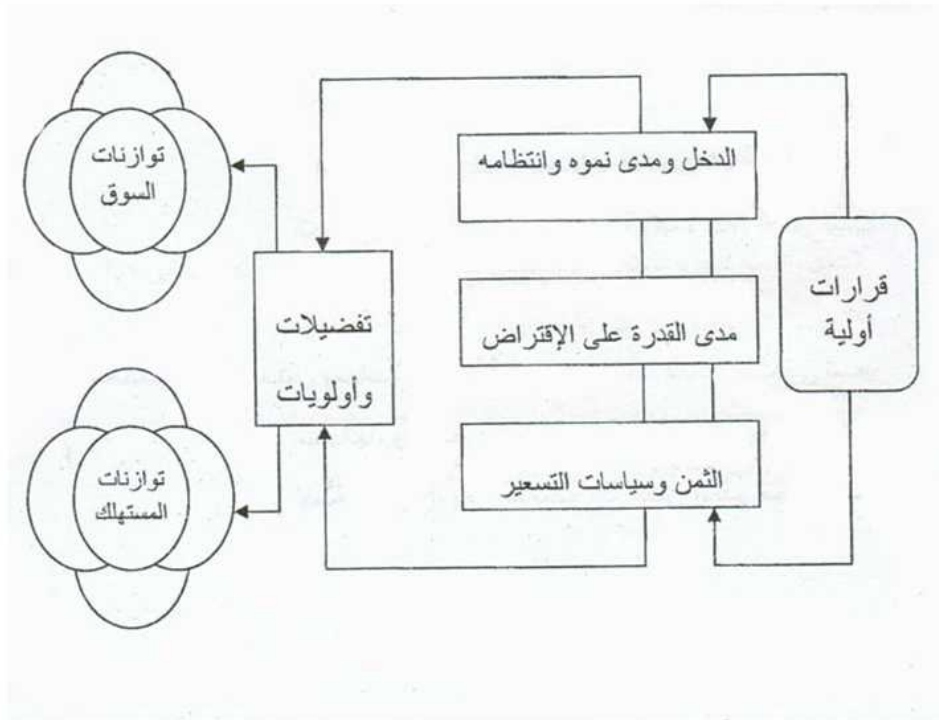 قرارات
أولية
الدخل ومدى نموه وانتظامه
مدى القدرة على الإقتراض
الثمن وسياسات التسعير
تفضيلات
وأولويات
توازنات
السوق
توازنات
المستهلك